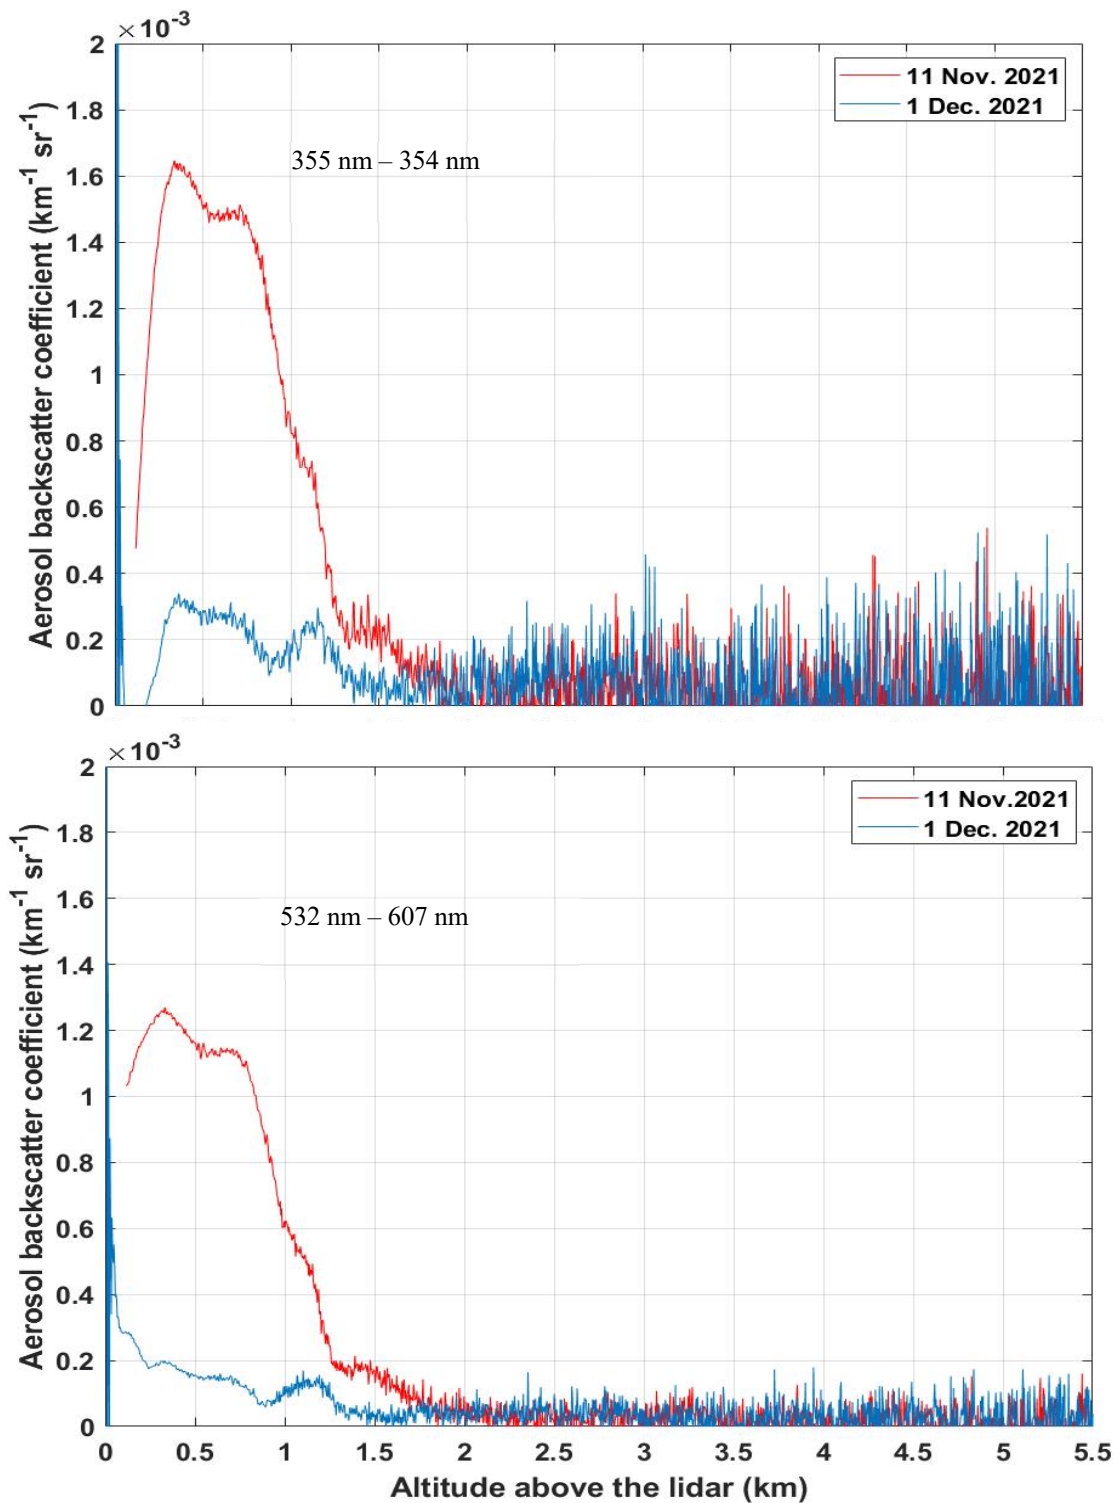 ×10⁻³
2
1.8
1.6
1.4
1.2
1
0.8
0.6
0.4
0.2
0
Aerosol backscatter coefficient (km⁻¹ sr⁻¹)
11 Nov. 2021
1 Dec. 2021
355 nm – 354 nm
×10⁻³
2
1.8
1.6
1.4
1.2
1
0.8
0.6
0.4
0.2
0
Aerosol backscatter coefficient (km⁻¹ sr⁻¹)
11 Nov.2021
1 Dec. 2021
532 nm – 607 nm
0 0.5 1 1.5 2 2.5 3 3.5 4 4.5 5 5.5
Altitude above the lidar (km)